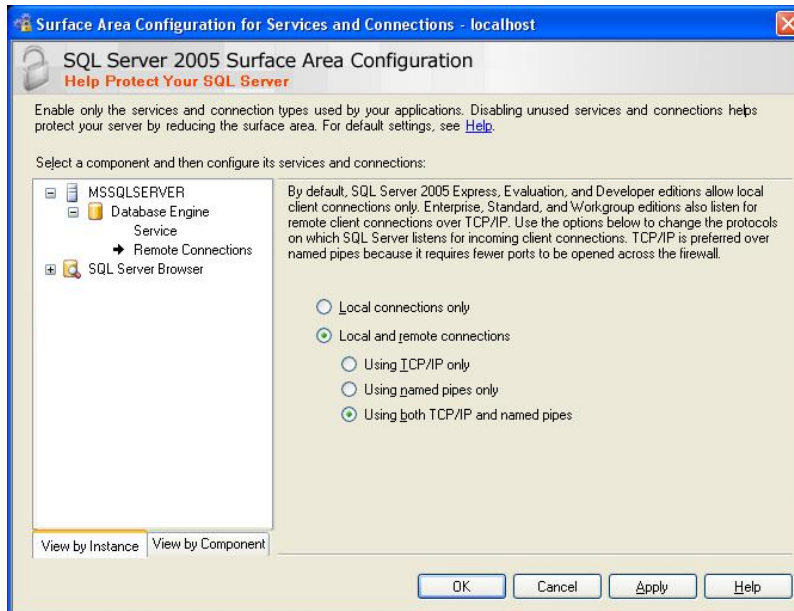 Surface Area Configuration for Services and Connections - localhost
SQL Server 2005 Surface Area Configuration
Help Protect Your SQL Server
Enable only the services and connection types used by your applications. Disabling unused services and connections helps
protect your server by reducing the surface area. For default settings, see Help.
Select a component and then configure its services and connections:
MSSQLSERVER
Database Engine
Service
Remote Connections
SQL Server Browser
By default, SQL Server 2005 Express, Evaluation, and Developer editions allow local
client connections only. Enterprise, Standard, and Workgroup editions also listen for
remote client connections over TCP/IP. Use the options below to change the protocols
on which SQL Server listens for incoming client connections. TCP/IP is preferred over
named pipes because it requires fewer ports to be opened across the firewall.
Local connections only
Local and remote connections
Using TCP/IP only
Using named pipes only
Using both TCP/IP and named pipes
View by Instance
View by Component
OK
Cancel
Apply
Help